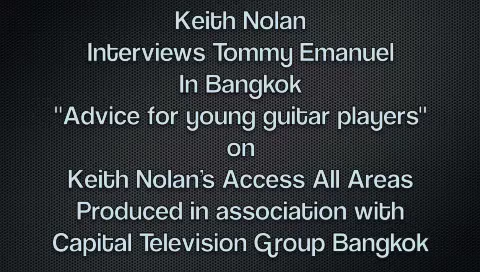 Keith Nolan
Interviews Tommy Emanuel
In Bangkok
"Advice for young guitar players"
on
Keith Nolan's Access All Areas
Produced in association with
Capital Television Group Bangkok